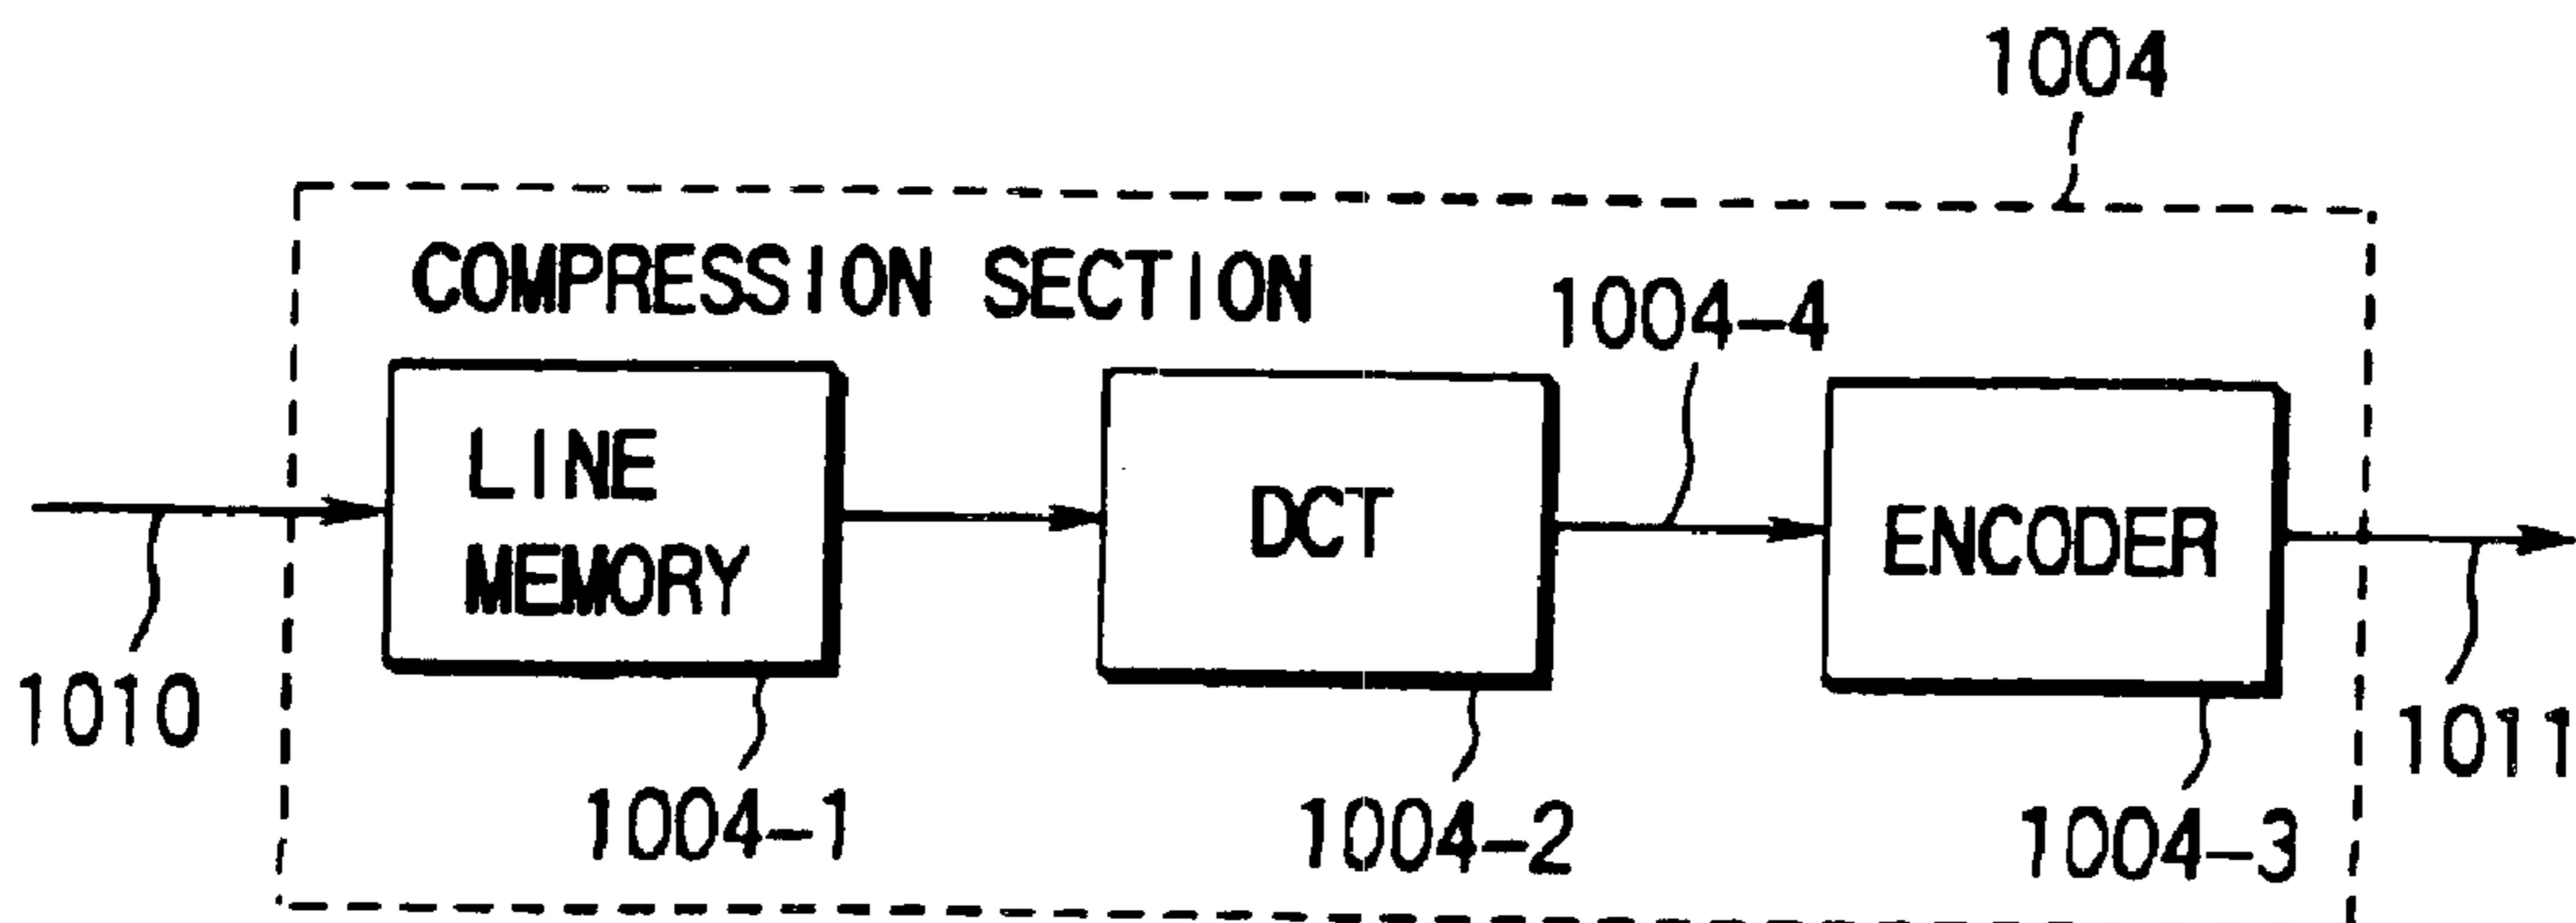 1004
COMPRESSION SECTION
1004-4
LINE
MEMORY
DCT
ENCODER
1010
1011
1004-1
1004-2
1004-3